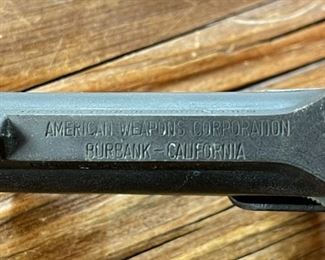 AMERICAN WEAPONS CORPORATION
BURBANK - CALIFORNIA